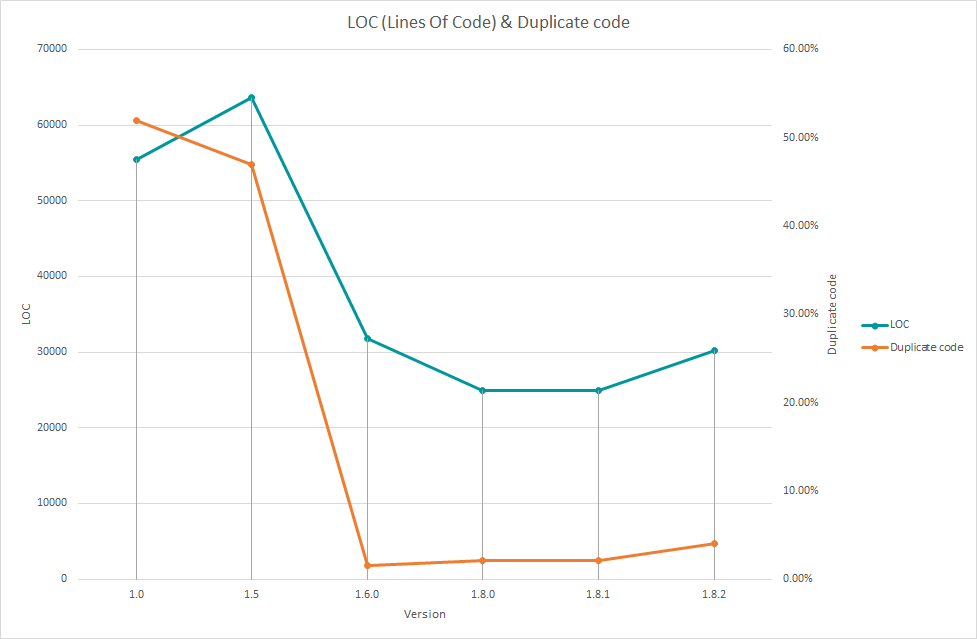 LOC (Lines Of Code) & Duplicate code
70000
60000
50000
40000
30000
20000
10000
0
LOC
60.00%
50.00%
40.00%
30.00%
20.00%
10.00%
0.00%
Duplicate code
1.0 1.5 1.6.0 1.8.0 1.8.1 1.8.2
Version
LOC
Duplicate code